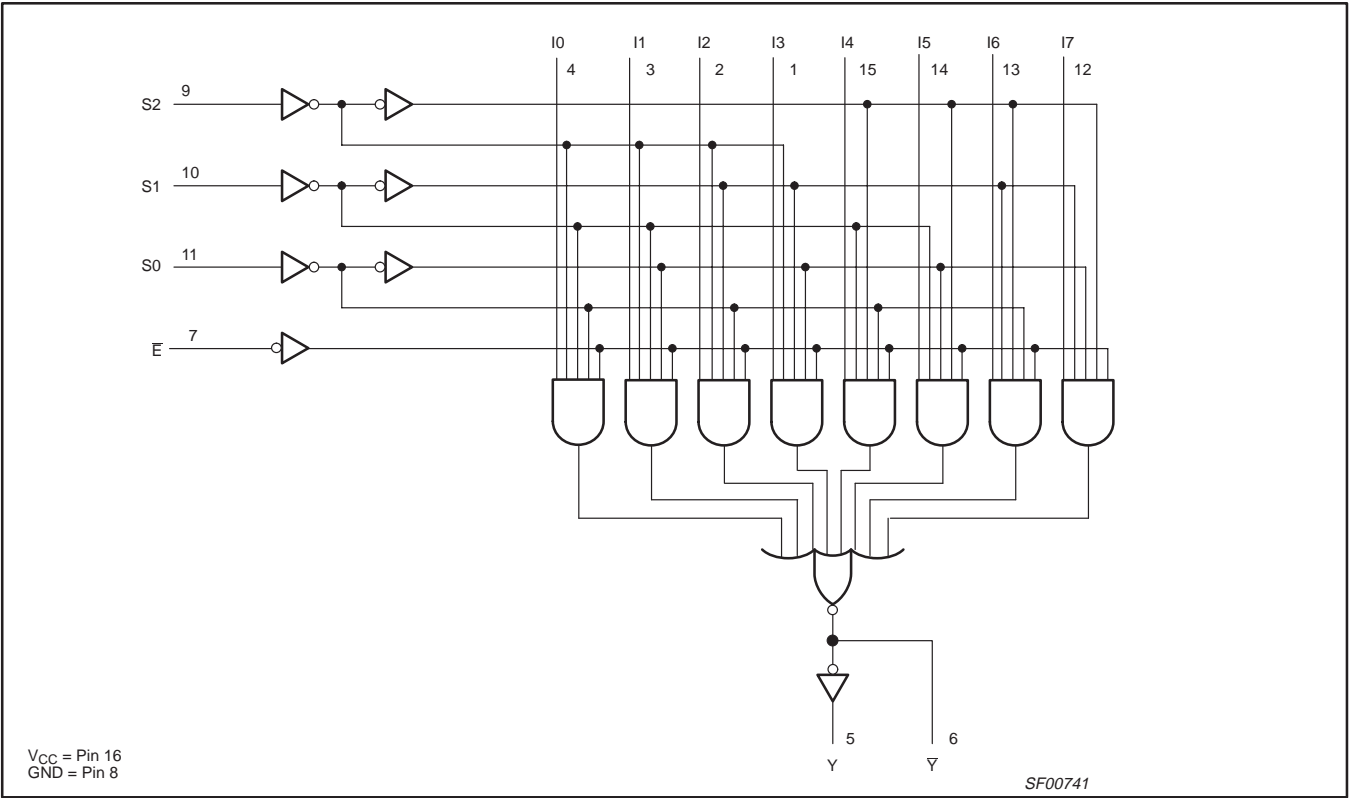 I0 I1 I2 I3 I4 I5 I6 I7
4 3 2 1 15 14 13 12
S2 9
S1 10
S0 11
E̅ 7
5 6
Y Y̅
V_CC = Pin 16
GND = Pin 8
SF00741